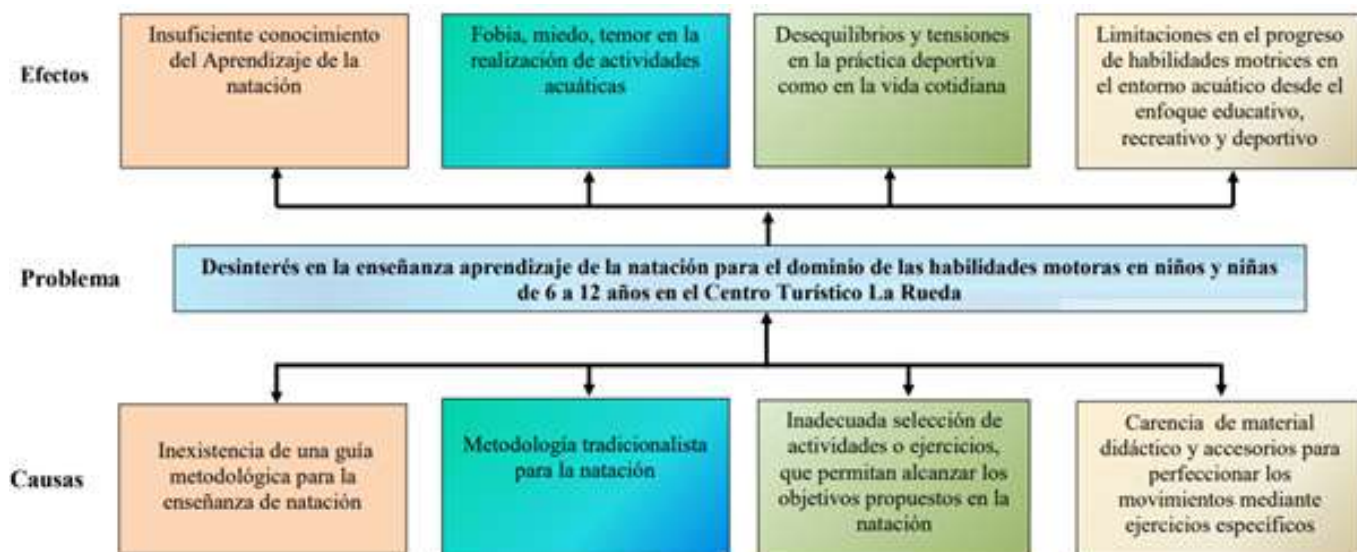 Efectos
Insuficiente conocimiento
del Aprendizaje de la
natación
Fobia, miedo, temor en la
realización de actividades
acuáticas
Desequilibrios y tensiones
en la práctica deportiva
como en la vida cotidiana
Limitaciones en el progreso
de habilidades motrices en
el entorno acuático desde el
enfoque educativo,
recreativo y deportivo
Problema
Desinterés en la enseñanza aprendizaje de la natación para el dominio de las habilidades motoras en niños y niñas
de 6 a 12 años en el Centro Turístico La Rueda
Causas
Inexistencia de una guía
metodológica para la
enseñanza de natación
Metodología tradicionalista
para la natación
Inadecuada selección de
actividades o ejercicios,
que permitan alcanzar los
objetivos propuestos en la
natación
Carencia de material
didáctico y accesorios para
perfeccionar los
movimientos mediante
ejercicios específicos